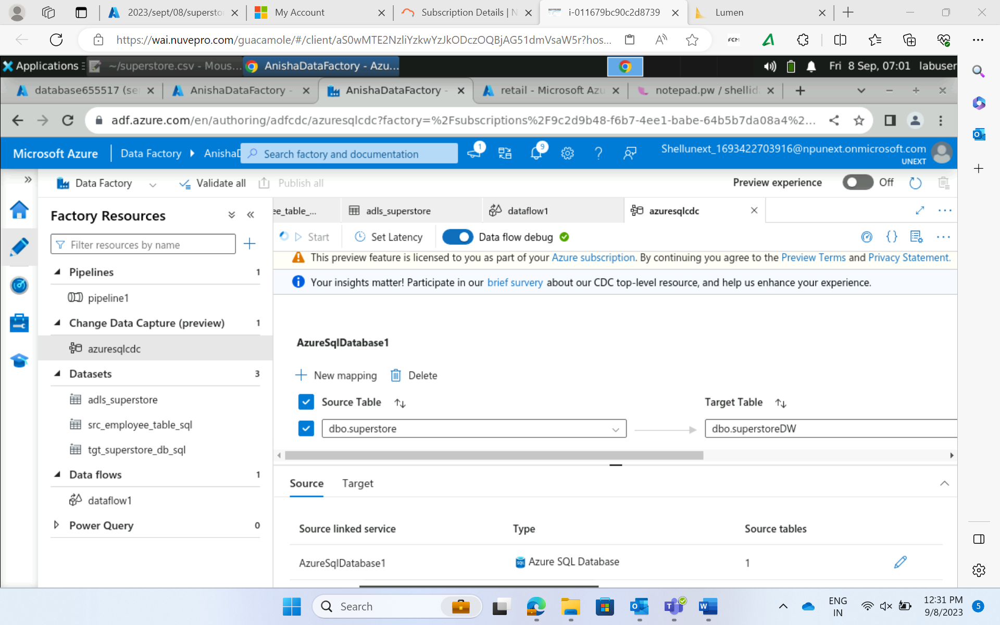 2023/sept/08/supersto
My Account
Subscription Details | N
i-011679bc90c2d8739
Lumen
https://wai.nuvepro.com/guacamole/#/client/aS0wMTE2NzliYzkwYzJkODczOQBjAG51dmVsaW5r?hos...
FCM
Applications
~/superstore.csv - Mous...
AnishaDataFactory - Azu...
Fri 8 Sep, 07:01 labuser
database655517 (se
AnishaDataFactory -
AnishaDataFactory -
retail - Microsoft Azu
notepad.pw / shellid
adf.azure.com/en/authoring/adfcdc/azuresqlcdc?factory=%2Fsubscriptions%2F9c2d9b48-f6b7-4ee1-babe-64b5b7da08a4%2...
Microsoft Azure
Data Factory
AnishaD
Search factory and documentation
1
9
Shellunext_1693422703916@npunext.onmicrosoft.com
UNEXT
Data Factory
Validate all
Publish all
Preview experience
Off
Factory Resources
Filter resources by name
Pipelines 1
pipeline1
Change Data Capture (preview) 1
azuresqlcdc
Datasets 3
adls_superstore
src_employee_table_sql
tgt_superstore_db_sql
Data flows 1
dataflow1
Power Query 0
ee_table_...
adls_superstore
dataflow1
azuresqlcdc
Start
Set Latency
Data flow debug
This preview feature is licensed to you as part of your Azure subscription. By continuing you agree to the Preview Terms and Privacy Statement.
Your insights matter! Participate in our brief survery about our CDC top-level resource, and help us enhance your experience.
AzureSqlDatabase1
New mapping
Delete
Source Table
Target Table
dbo.superstore
dbo.superstoreDW
Source
Target
Source linked service
Type
Source tables
AzureSqlDatabase1
SQL
Azure SQL Database
1
Search
ENG
IN
12:31 PM
9/8/2023
5